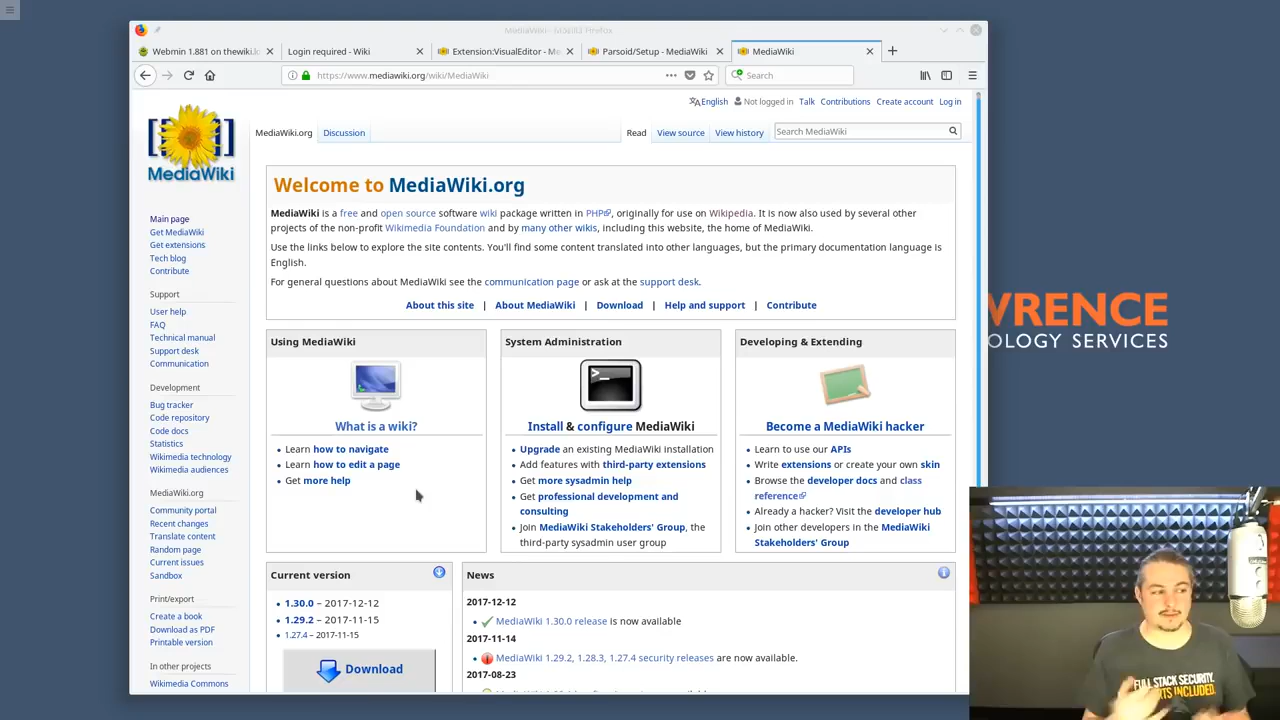 MediaWiki - Mozilla Firefox
Webmin 1.881 on thewiki.lc
Login required - Wiki
Extension:VisualEditor - Me
Parsoid/Setup - MediaWiki
MediaWiki
https://www.mediawiki.org/wiki/MediaWiki
Search
English
Not logged in
Talk
Contributions
Create account
Log in
MediaWiki.org
Discussion
Read
View source
View history
Search MediaWiki
MediaWiki
Main page
Get MediaWiki
Get extensions
Tech blog
Contribute
Support
User help
FAQ
Technical manual
Support desk
Communication
Development
Bug tracker
Code repository
Code docs
Statistics
Wikimedia technology
Wikimedia audiences
MediaWiki.org
Community portal
Recent changes
Translate content
Random page
Current issues
Sandbox
Print/export
Create a book
Download as PDF
Printable version
In other projects
Wikimedia Commons
Welcome to MediaWiki.org
MediaWiki is a free and open source software wiki package written in PHP, originally for use on Wikipedia. It is now also used by several other
projects of the non-profit Wikimedia Foundation and by many other wikis, including this website, the home of MediaWiki.
Use the links below to explore the site contents. You'll find some content translated into other languages, but the primary documentation language is
English.
For general questions about MediaWiki see the communication page or ask at the support desk.
About this site | About MediaWiki | Download | Help and support | Contribute
Using MediaWiki
What is a wiki?
Learn how to navigate
Learn how to edit a page
Get more help
System Administration
Install & configure MediaWiki
Upgrade an existing MediaWiki installation
Add features with third-party extensions
Get more sysadmin help
Get professional development and
consulting
Join MediaWiki Stakeholders' Group, the
third-party sysadmin user group
Developing & Extending
Become a MediaWiki hacker
Learn to use our APIs
Write extensions or create your own skin
Browse the developer docs and class
reference
Already a hacker? Visit the developer hub
Join other developers in the MediaWiki
Stakeholders' Group
Current version
1.30.0 – 2017-12-12
1.29.2 – 2017-11-15
1.27.4 – 2017-11-15
Download
News
2017-12-12
MediaWiki 1.30.0 release is now available
2017-11-14
MediaWiki 1.29.2, 1.28.3, 1.27.4 security releases are now available.
2017-08-23
WRENCE
OLOGY SERVICES
FULL STACK SECURITY.
INCLUDED.